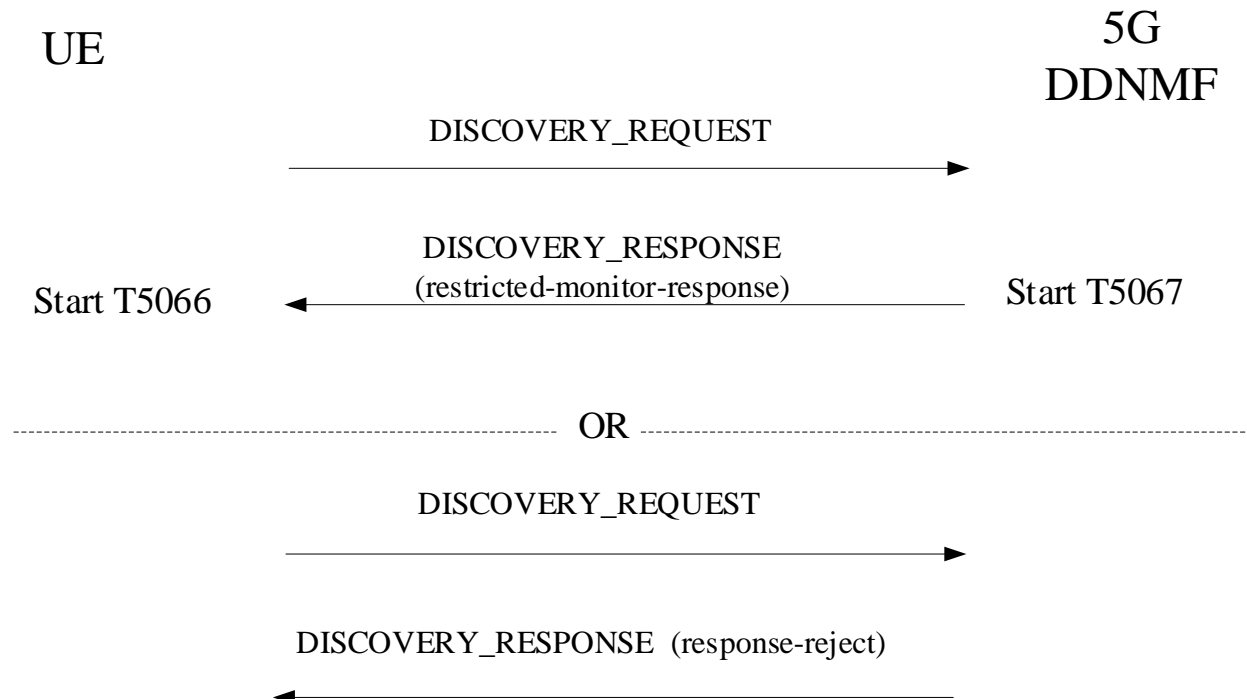 UE
5G
DDNMF
DISCOVERY_REQUEST
DISCOVERY_RESPONSE
(restricted-monitor-response)
Start T5066
Start T5067
OR
DISCOVERY_REQUEST
DISCOVERY_RESPONSE (response-reject)